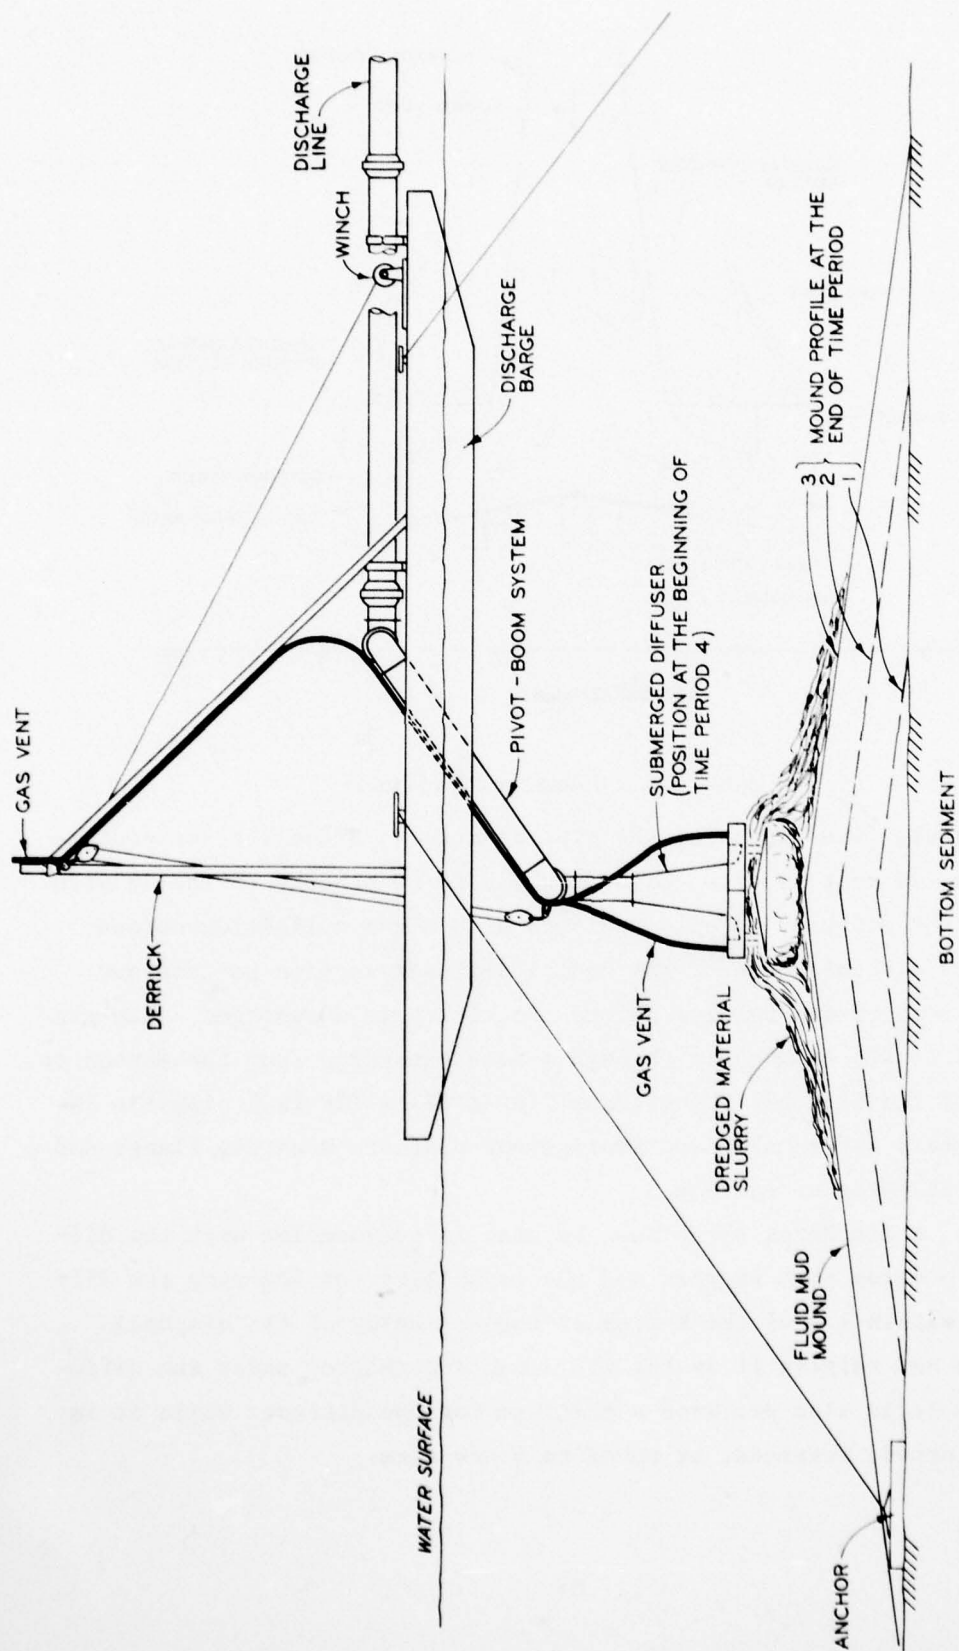 GAS VENT
DERRICK
DISCHARGE
LINE
WINCH
WATER SURFACE
DISCHARGE
BARGE
PIVOT-BOOM SYSTEM
SUBMERGED DIFFUSER
(POSITION AT THE BEGINNING OF
TIME PERIOD 4)
GAS VENT
DREDGED MATERIAL
SLURRY
3
2
1
MOUND PROFILE AT THE
END OF TIME PERIOD
FLUID MUD
MOUND
ANCHOR
BOTTOM SEDIMENT